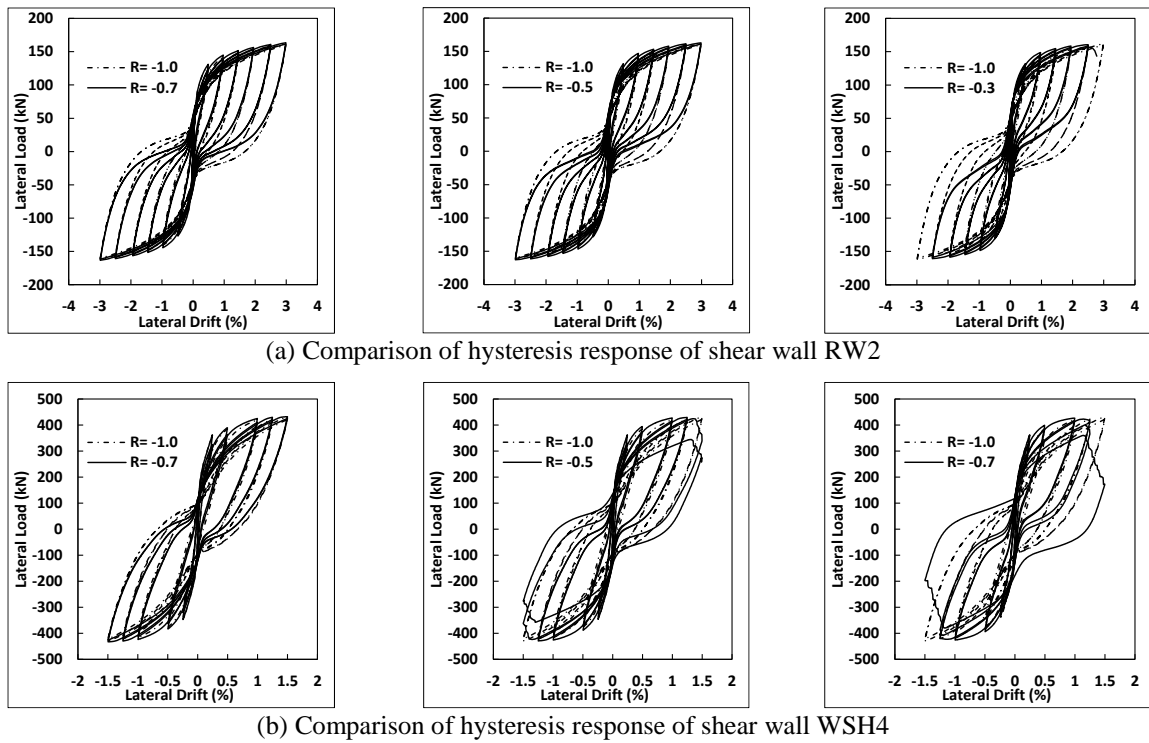 200
150
100
50
0
-50
-100
-150
-200
Lateral Load (kN)
R= -1.0
R= -0.7
-4 -3 -2 -1 0 1 2 3 4
Lateral Drift (%)
200
150
100
50
0
-50
-100
-150
-200
Lateral Load (kN)
R= -1.0
R= -0.5
-4 -3 -2 -1 0 1 2 3 4
Lateral Drift (%)
200
150
100
50
0
-50
-100
-150
-200
Lateral Load (kN)
R= -1.0
R= -0.3
-4 -3 -2 -1 0 1 2 3 4
Lateral Drift (%)
(a) Comparison of hysteresis response of shear wall RW2
500
400
300
200
100
0
-100
-200
-300
-400
-500
Lateral Load (kN)
R= -1.0
R= -0.7
-2 -1.5 -1 -0.5 0 0.5 1 1.5 2
Lateral Drift (%)
500
400
300
200
100
0
-100
-200
-300
-400
-500
Lateral Load (kN)
R= -1.0
R= -0.5
-2 -1.5 -1 -0.5 0 0.5 1 1.5 2
Lateral Drift (%)
500
400
300
200
100
0
-100
-200
-300
-400
-500
Lateral Load (kN)
R= -1.0
R= -0.7
-2 -1.5 -1 -0.5 0 0.5 1 1.5 2
Lateral Drift (%)
(b) Comparison of hysteresis response of shear wall WSH4